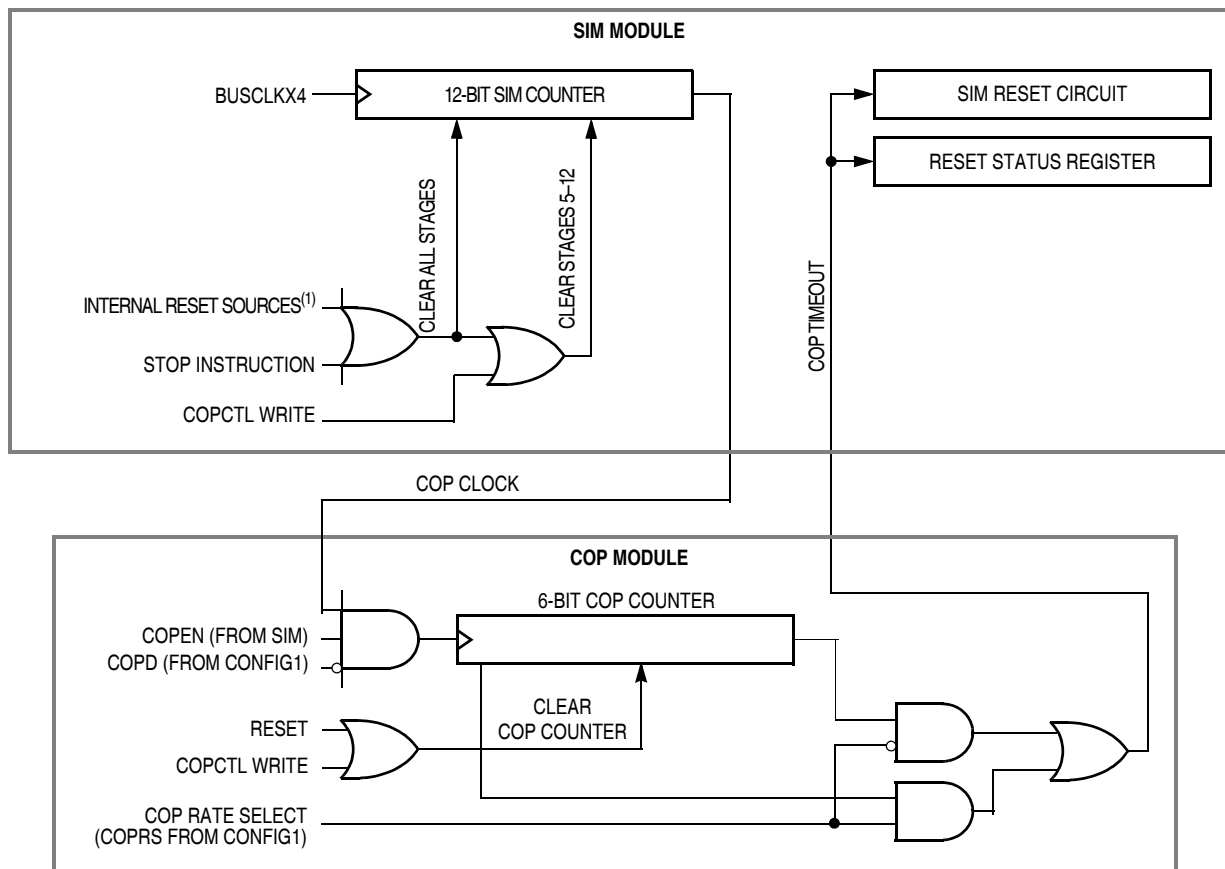 SIM MODULE
BUSCLKX4
12-BIT SIM COUNTER
SIM RESET CIRCUIT
RESET STATUS REGISTER
CLEAR ALL STAGES
CLEAR STAGES 5–12
COP TIMEOUT
INTERNAL RESET SOURCES(1)
STOP INSTRUCTION
COPCTL WRITE
COP CLOCK
COP MODULE
6-BIT COP COUNTER
COPEN (FROM SIM)
COPD (FROM CONFIG1)
CLEAR
COP COUNTER
RESET
COPCTL WRITE
COP RATE SELECT
(COPRS FROM CONFIG1)